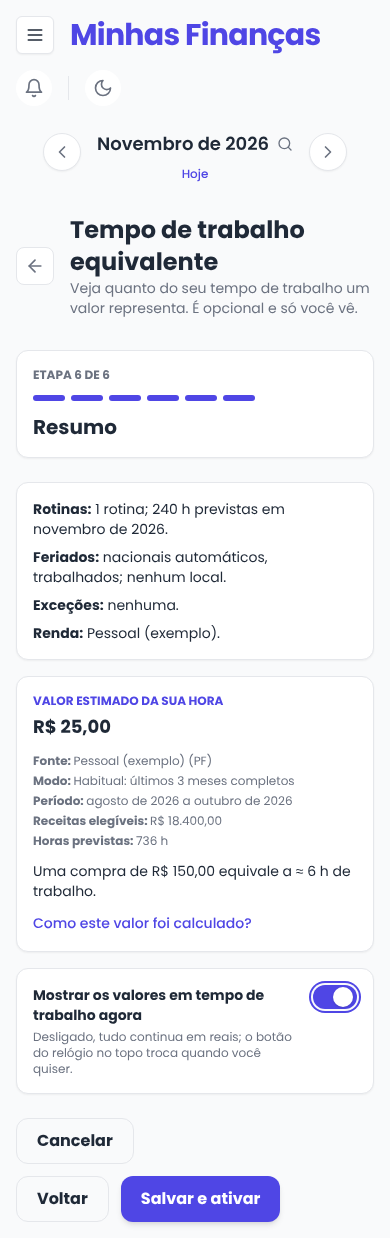 Minhas Finanças
Novembro de 2026
Hoje
Tempo de trabalho
equivalente
Veja quanto do seu tempo de trabalho um
valor representa. É opcional e só você vê.
ETAPA 6 DE 6
Resumo
Rotinas: 1 rotina; 240 h previstas em
novembro de 2026.
Feriados: nacionais automáticos,
trabalhados; nenhum local.
Exceções: nenhuma.
Renda: Pessoal (exemplo).
VALOR ESTIMADO DA SUA HORA
R$ 25,00
Fonte: Pessoal (exemplo) (PF)
Modo: Habitual: últimos 3 meses completos
Período: agosto de 2026 a outubro de 2026
Receitas elegíveis: R$ 18.400,00
Horas previstas: 736 h
Uma compra de R$ 150,00 equivale a ≈ 6 h de
trabalho.
Como este valor foi calculado?
Mostrar os valores em tempo de
trabalho agora
Desligado, tudo continua em reais; o botão
do relógio no topo troca quando você
quiser.
Cancelar
Voltar
Salvar e ativar